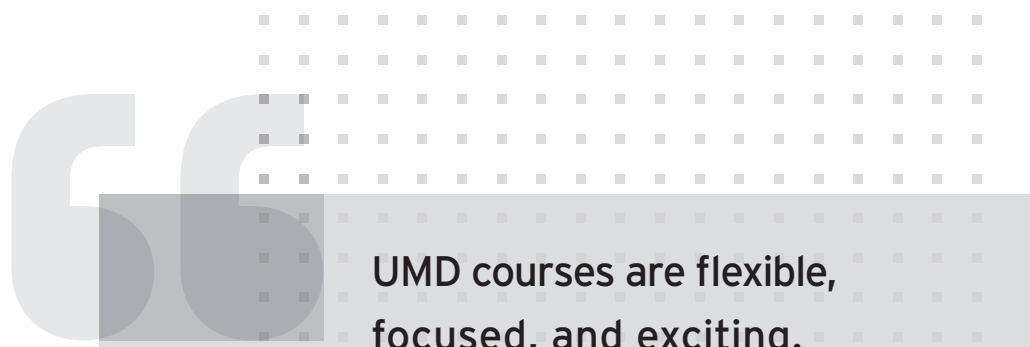 UMD courses are flexible,
focused, and exciting.